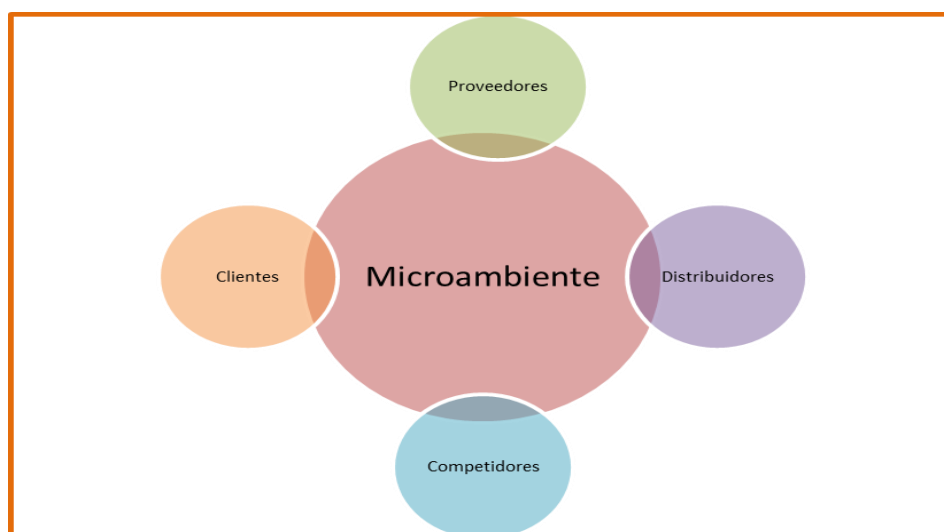 Proveedores
Clientes
Microambiente
Distribuidores
Competidores